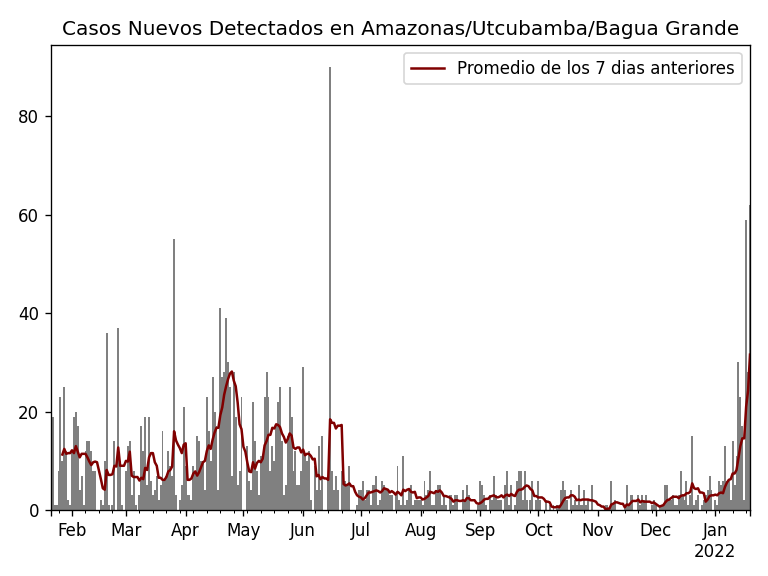 Casos Nuevos Detectados en Amazonas/Utcubamba/Bagua Grande
Promedio de los 7 dias anteriores
80
60
40
20
0
Feb Mar Apr May Jun Jul Aug Sep Oct Nov Dec Jan
2022